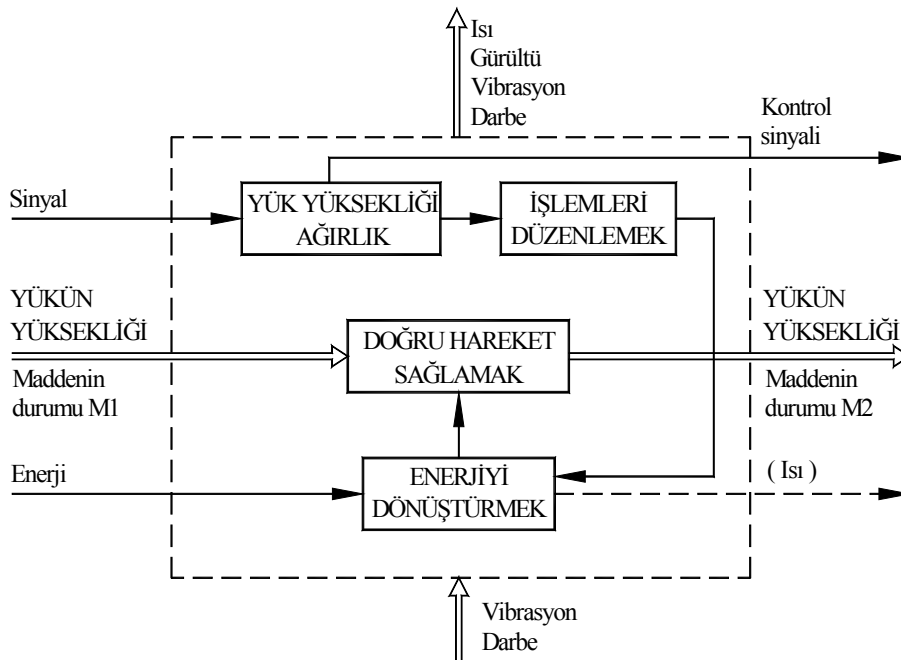 Isı
Gürültü
Vibrasyon
Darbe
Kontrol
sinyali
Sinyal
YÜK YÜKSEKLİĞİ
AĞIRLIK
İŞLEMLERİ
DÜZENLEMEK
YÜKÜN
YÜKSEKLİĞİ
Maddenin
durumu M1
DOĞRU HAREKET
SAĞLAMAK
YÜKÜN
YÜKSEKLİĞİ
Maddenin
durumu M2
Enerji
ENERJİYİ
DÖNÜŞTÜRMEK
( Isı )
Vibrasyon
Darbe